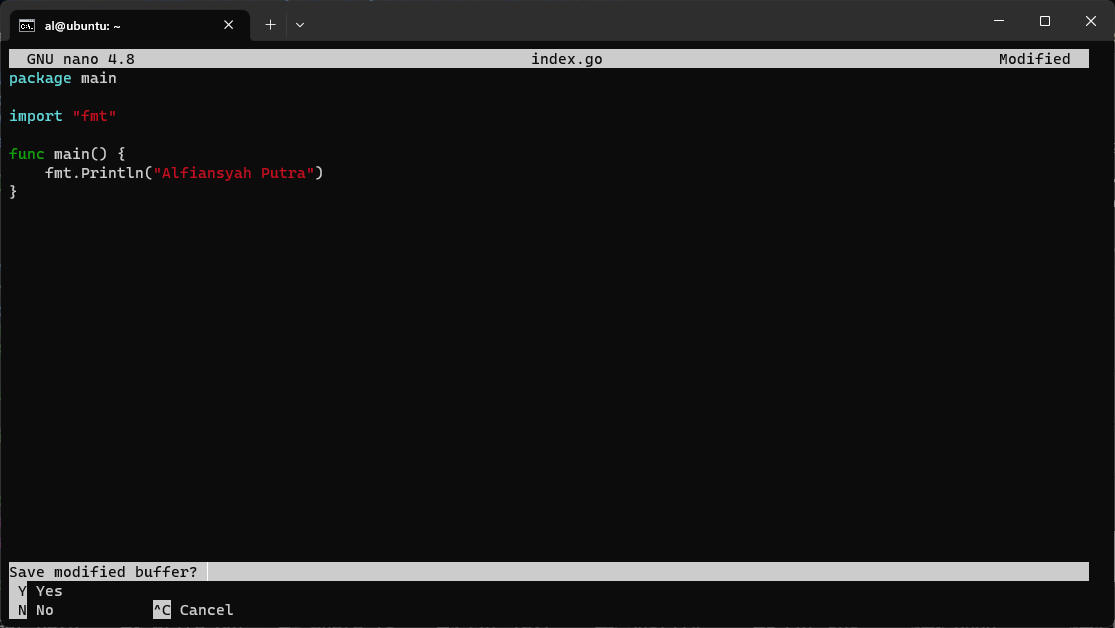 al@ubuntu: ~
GNU nano 4.8 index.go Modified
package main
import "fmt"
func main() {
    fmt.Println("Alfiansyah Putra")
}
Save modified buffer?
Y Yes
N No ^C Cancel